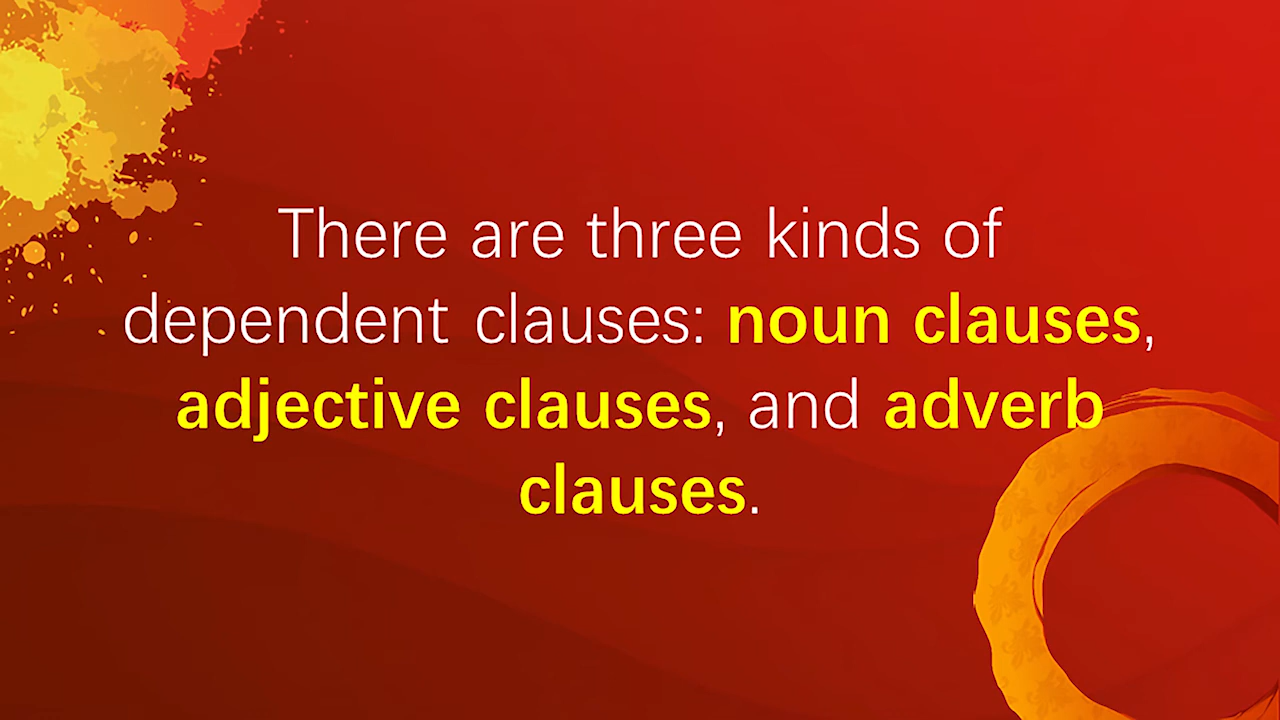 There are three kinds of
dependent clauses: noun clauses,
adjective clauses, and adverb
clauses.